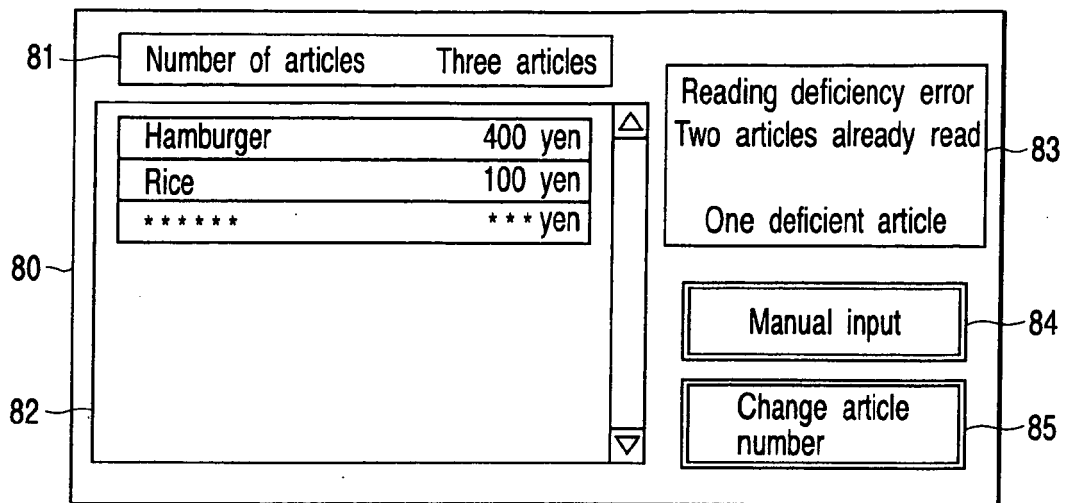 81
Number of articles Three articles
Hamburger 400 yen
Rice 100 yen
****** ***yen
Reading deficiency error
Two articles already read
One deficient article
83
80
Manual input
84
82
Change article
number
85